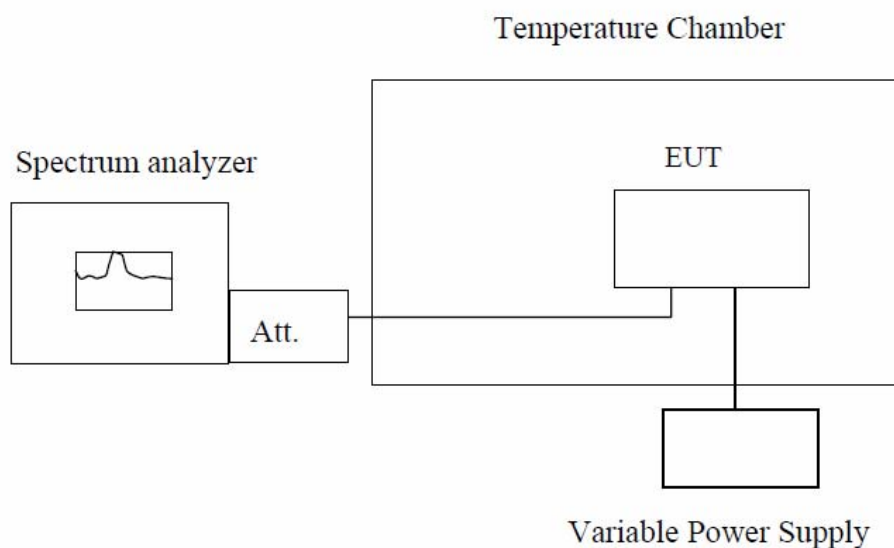 Temperature Chamber
Spectrum analyzer
EUT
Att.
Variable Power Supply